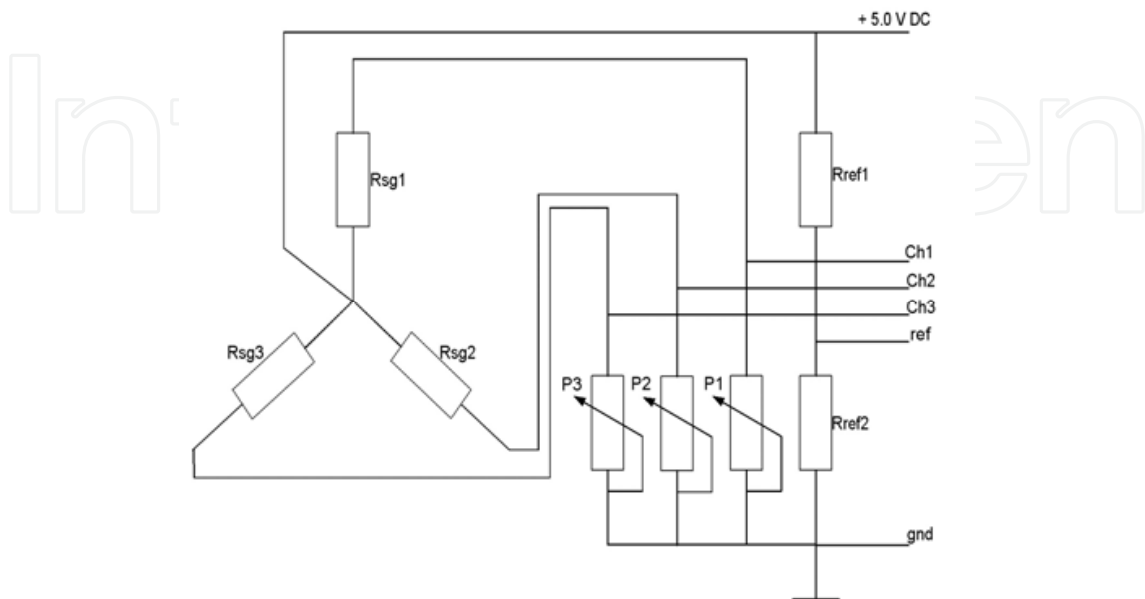 + 5.0 V DC
Rsg1
Rref1
Ch1
Ch2
Ch3
ref
Rsg3
Rsg2
P3
P2
P1
Rref2
gnd